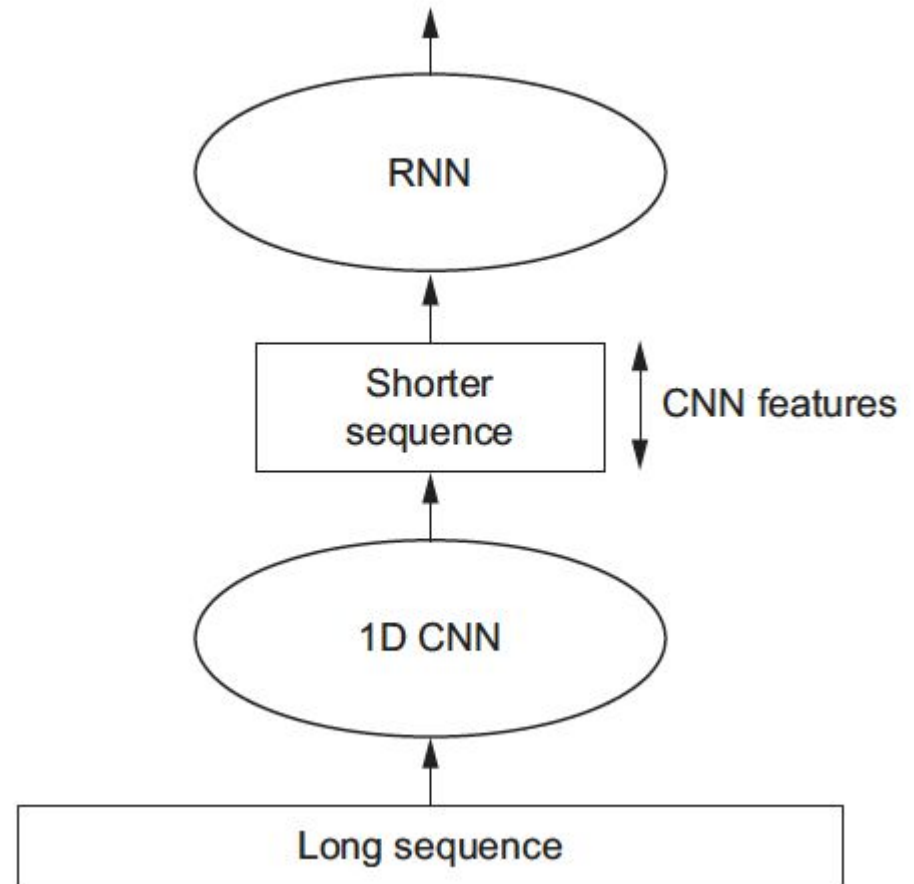 RNN
Shorter
sequence
CNN features
1D CNN
Long sequence